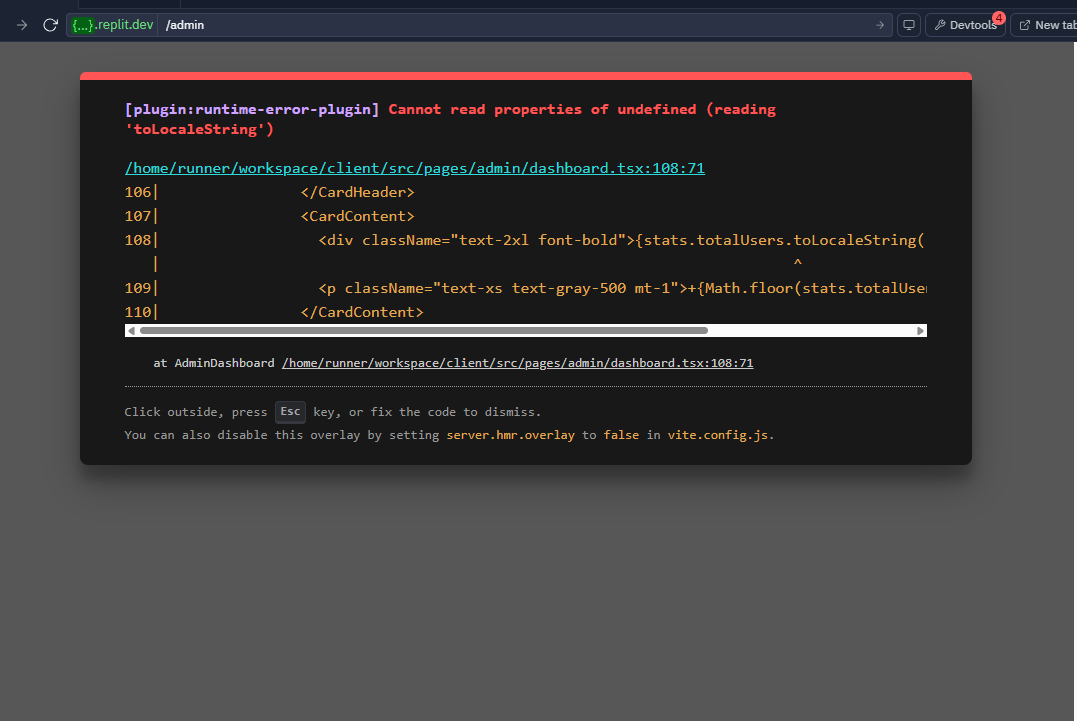 {...}.replit.dev /admin
Devtools 4
New tab
[plugin:runtime-error-plugin] Cannot read properties of undefined (reading
'toLocaleString')
/home/runner/workspace/client/src/pages/admin/dashboard.tsx:108:71
106| </CardHeader>
107| <CardContent>
108| <div className="text-2xl font-bold">{stats.totalUsers.toLocaleString(
| ^
109| <p className="text-xs text-gray-500 mt-1">+{Math.floor(stats.totalUse
110| </CardContent>
at AdminDashboard /home/runner/workspace/client/src/pages/admin/dashboard.tsx:108:71
Click outside, press Esc key, or fix the code to dismiss.
You can also disable this overlay by setting server.hmr.overlay to false in vite.config.js.